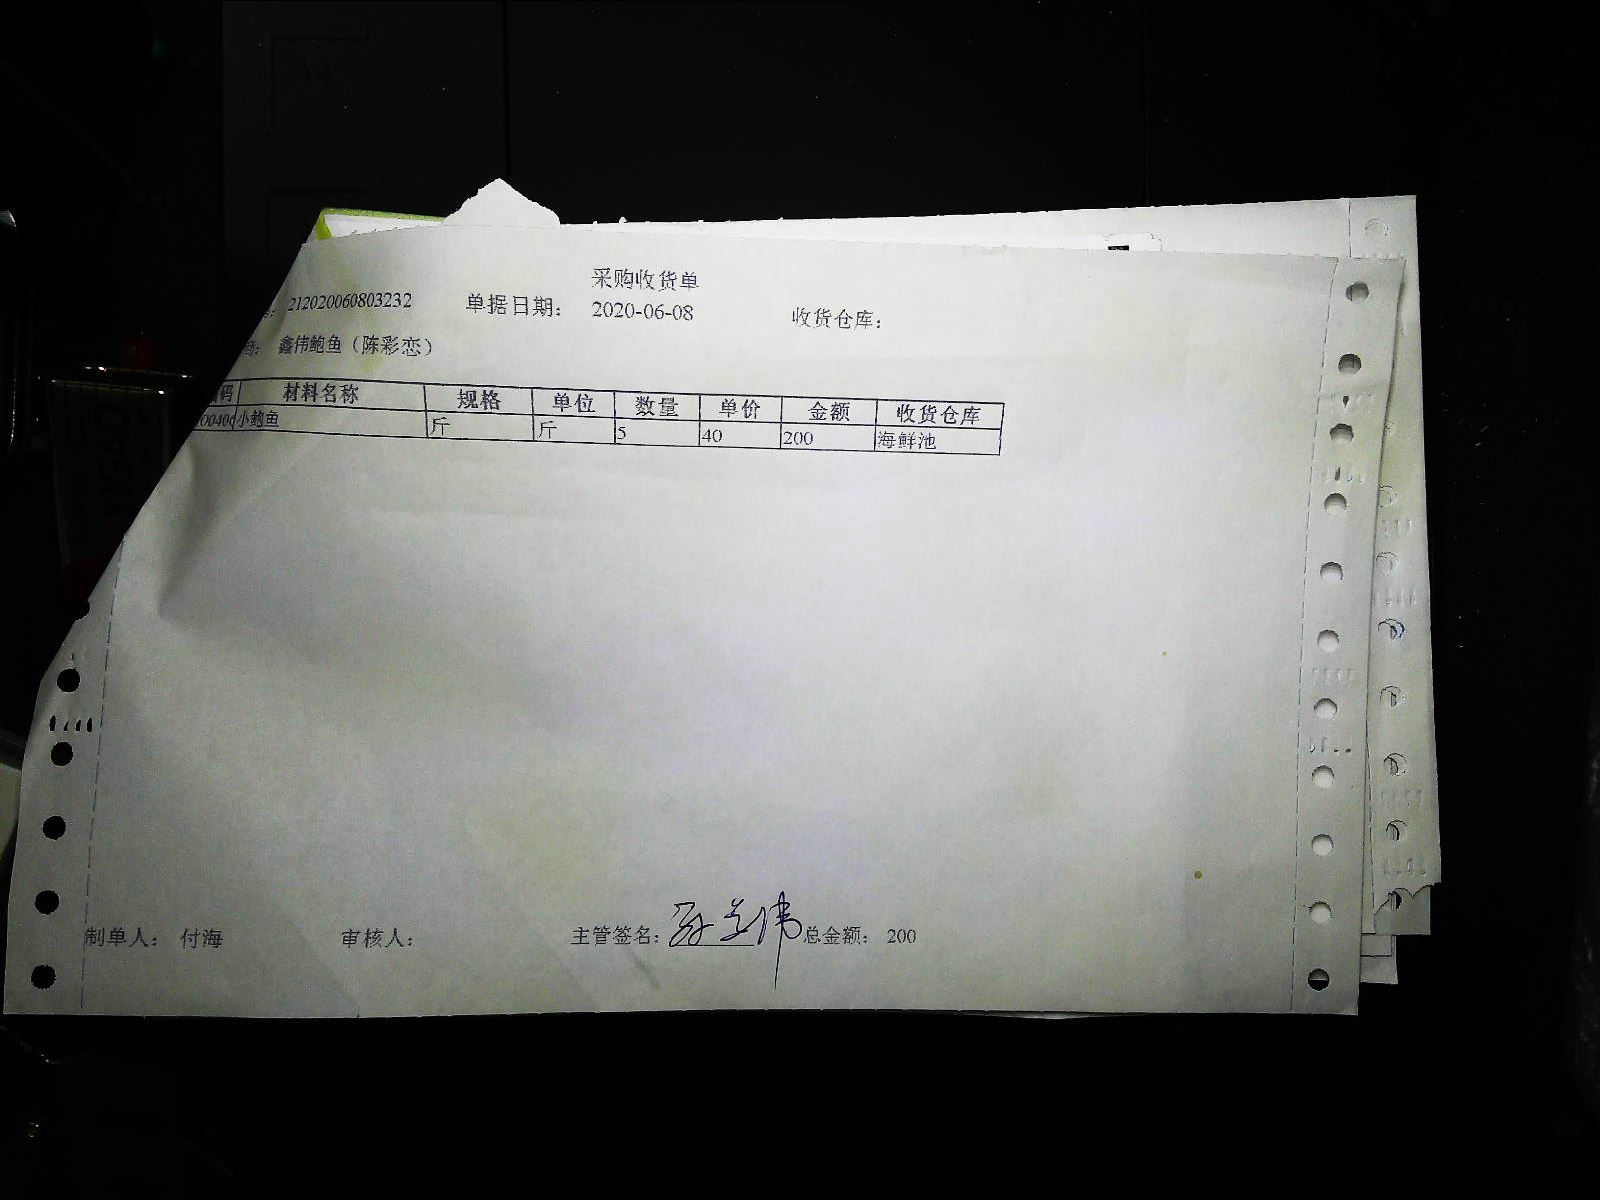 采购收货单
212020060803232 单据日期： 2020-06-08 收货仓库：
商： 鑫伟鲍鱼（陈彩恋）
码 材料名称 规格 单位 数量 单价 金额 收货仓库
小鲍鱼 斤 斤 5 40 200 海鲜池
制单人： 付海 审核人： 主管签名： 总金额： 200